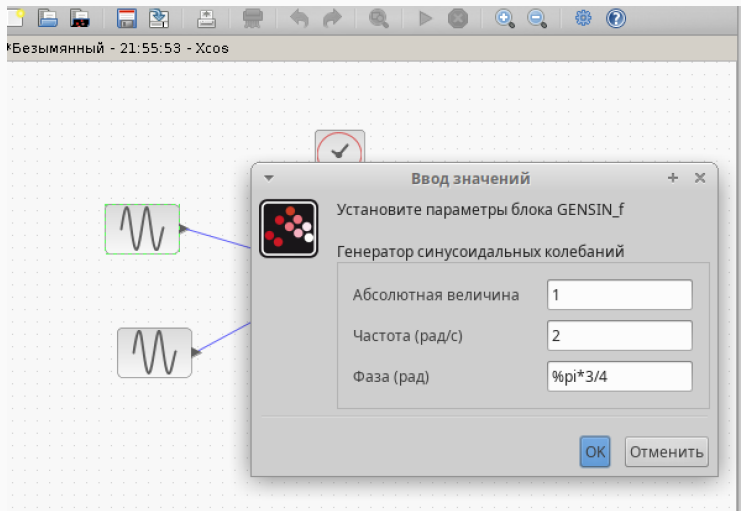 *Безымянный - 21:55:53 - Xcos
Ввод значений
Установите параметры блока GENSIN_f
Генератор синусоидальных колебаний
Абсолютная величина 1
Частота (рад/с) 2
Фаза (рад) %pi*3/4
OK Отменить